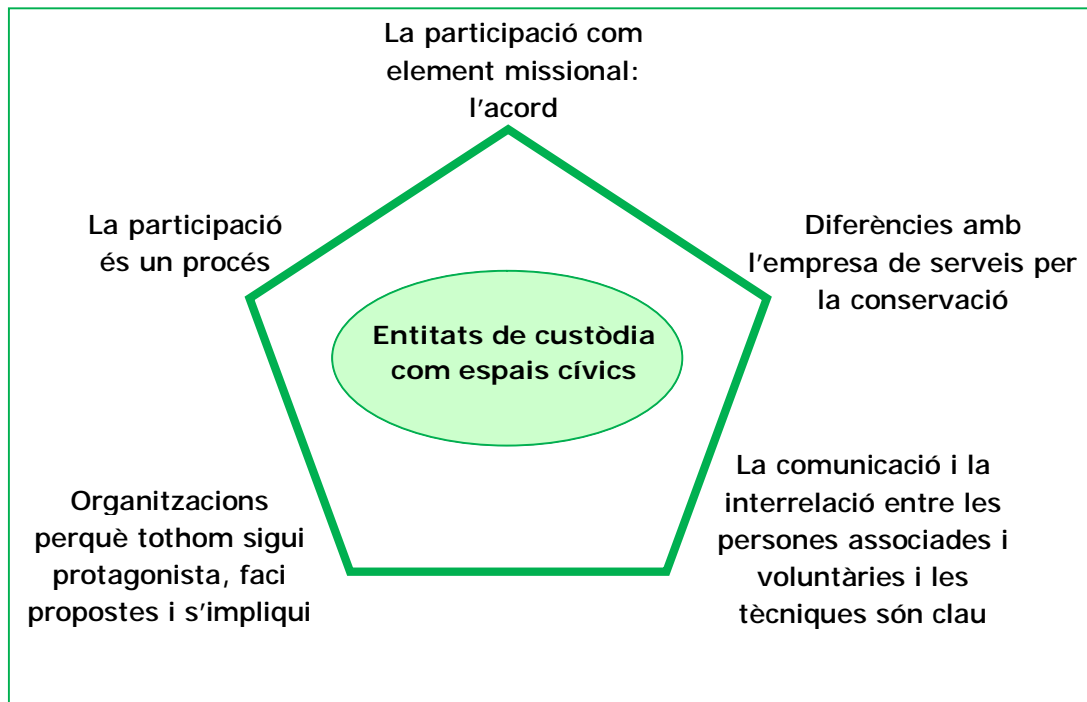 La participació com
element missional:
l'acord
La participació
és un procés
Diferències amb
l'empresa de serveis per
la conservació
Entitats de custòdia
com espais cívics
Organitzacions
perquè tothom sigui
protagonista, faci
propostes i s'impliqui
La comunicació i la
interrelació entre les
persones associades i
voluntàries i les
tècniques són clau